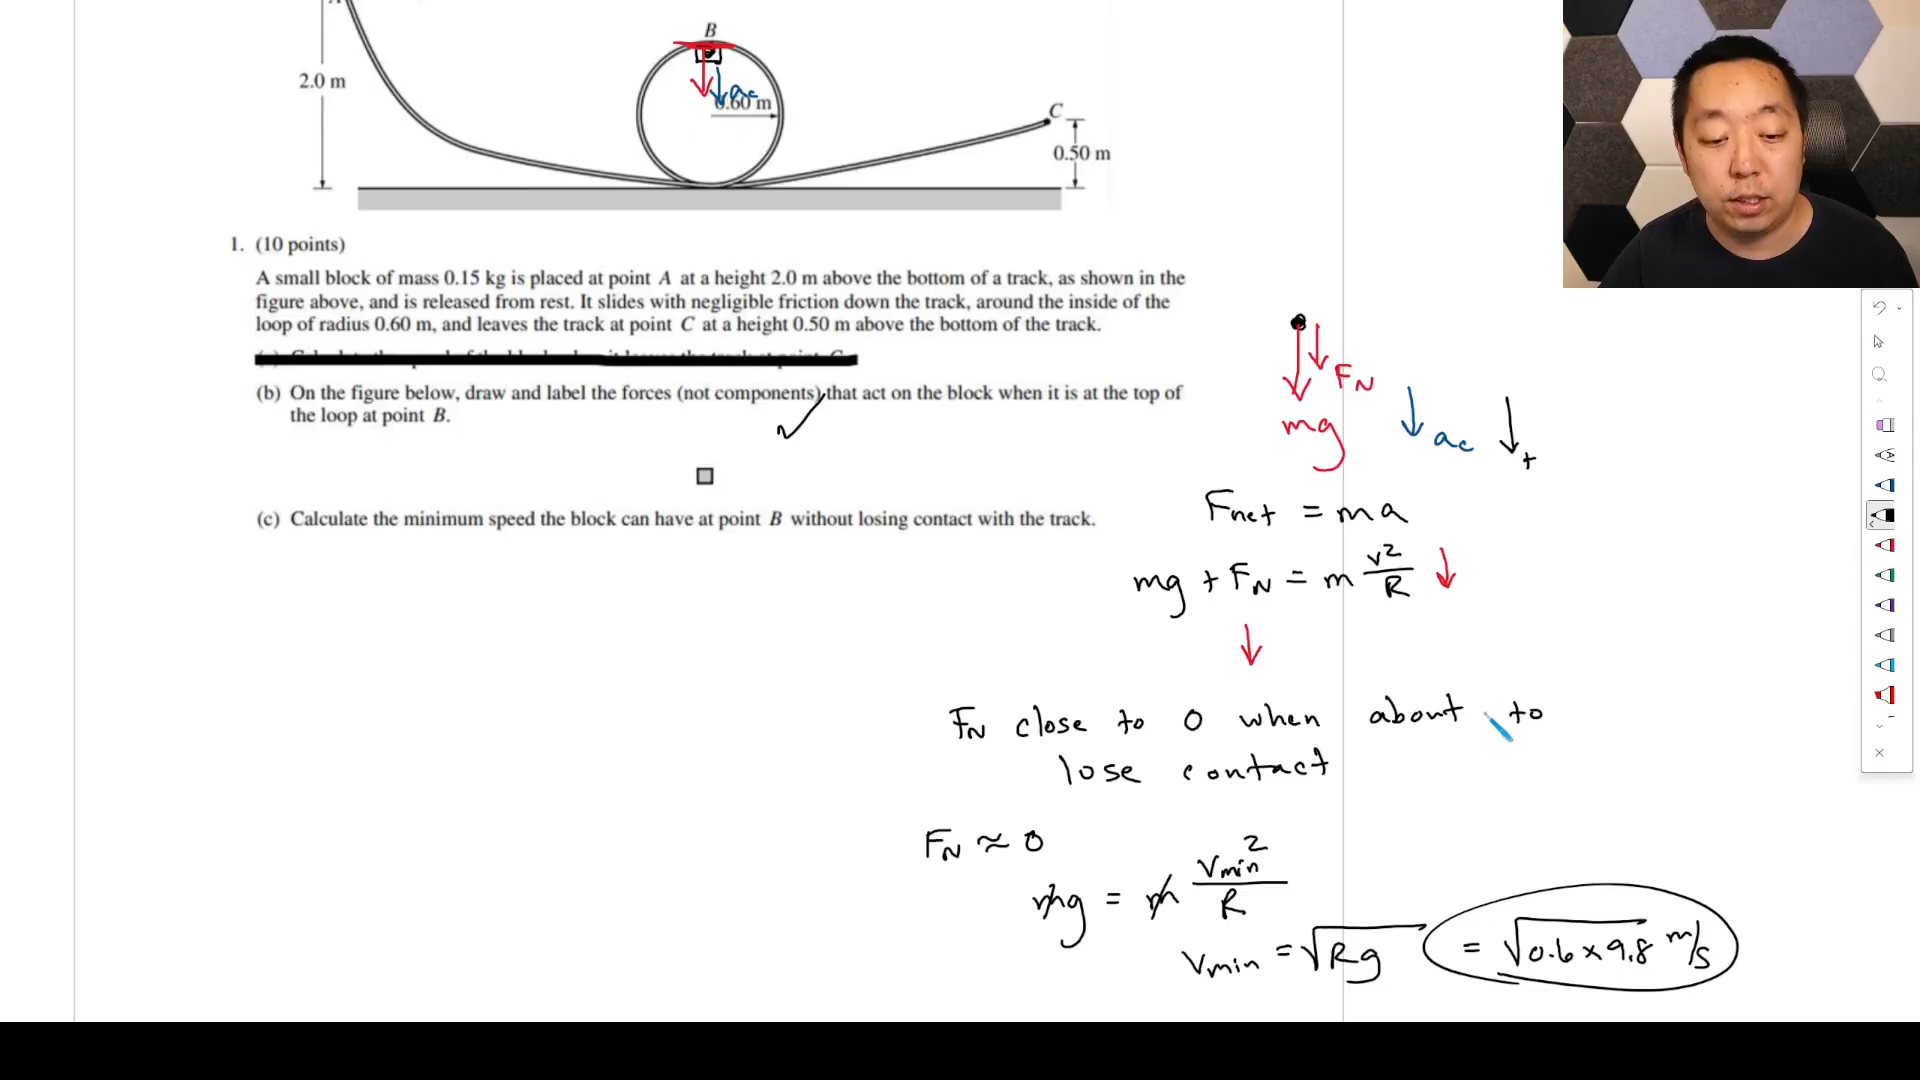 B
2.0 m
ac
0.60 m
C
0.50 m
1. (10 points)
A small block of mass 0.15 kg is placed at point A at a height 2.0 m above the bottom of a track, as shown in the
figure above, and is released from rest. It slides with negligible friction down the track, around the inside of the
loop of radius 0.60 m, and leaves the track at point C at a height 0.50 m above the bottom of the track.
(b) On the figure below, draw and label the forces (not components) that act on the block when it is at the top of
the loop at point B.
(c) Calculate the minimum speed the block can have at point B without losing contact with the track.
FN
mg
ac
+
Fnet = ma
mg + FN = m v²/R
FN close to 0 when about to
lose contact
FN ≈ 0
mg = m vmin²/R
vmin = √Rg = √0.6 × 9.8 m/s